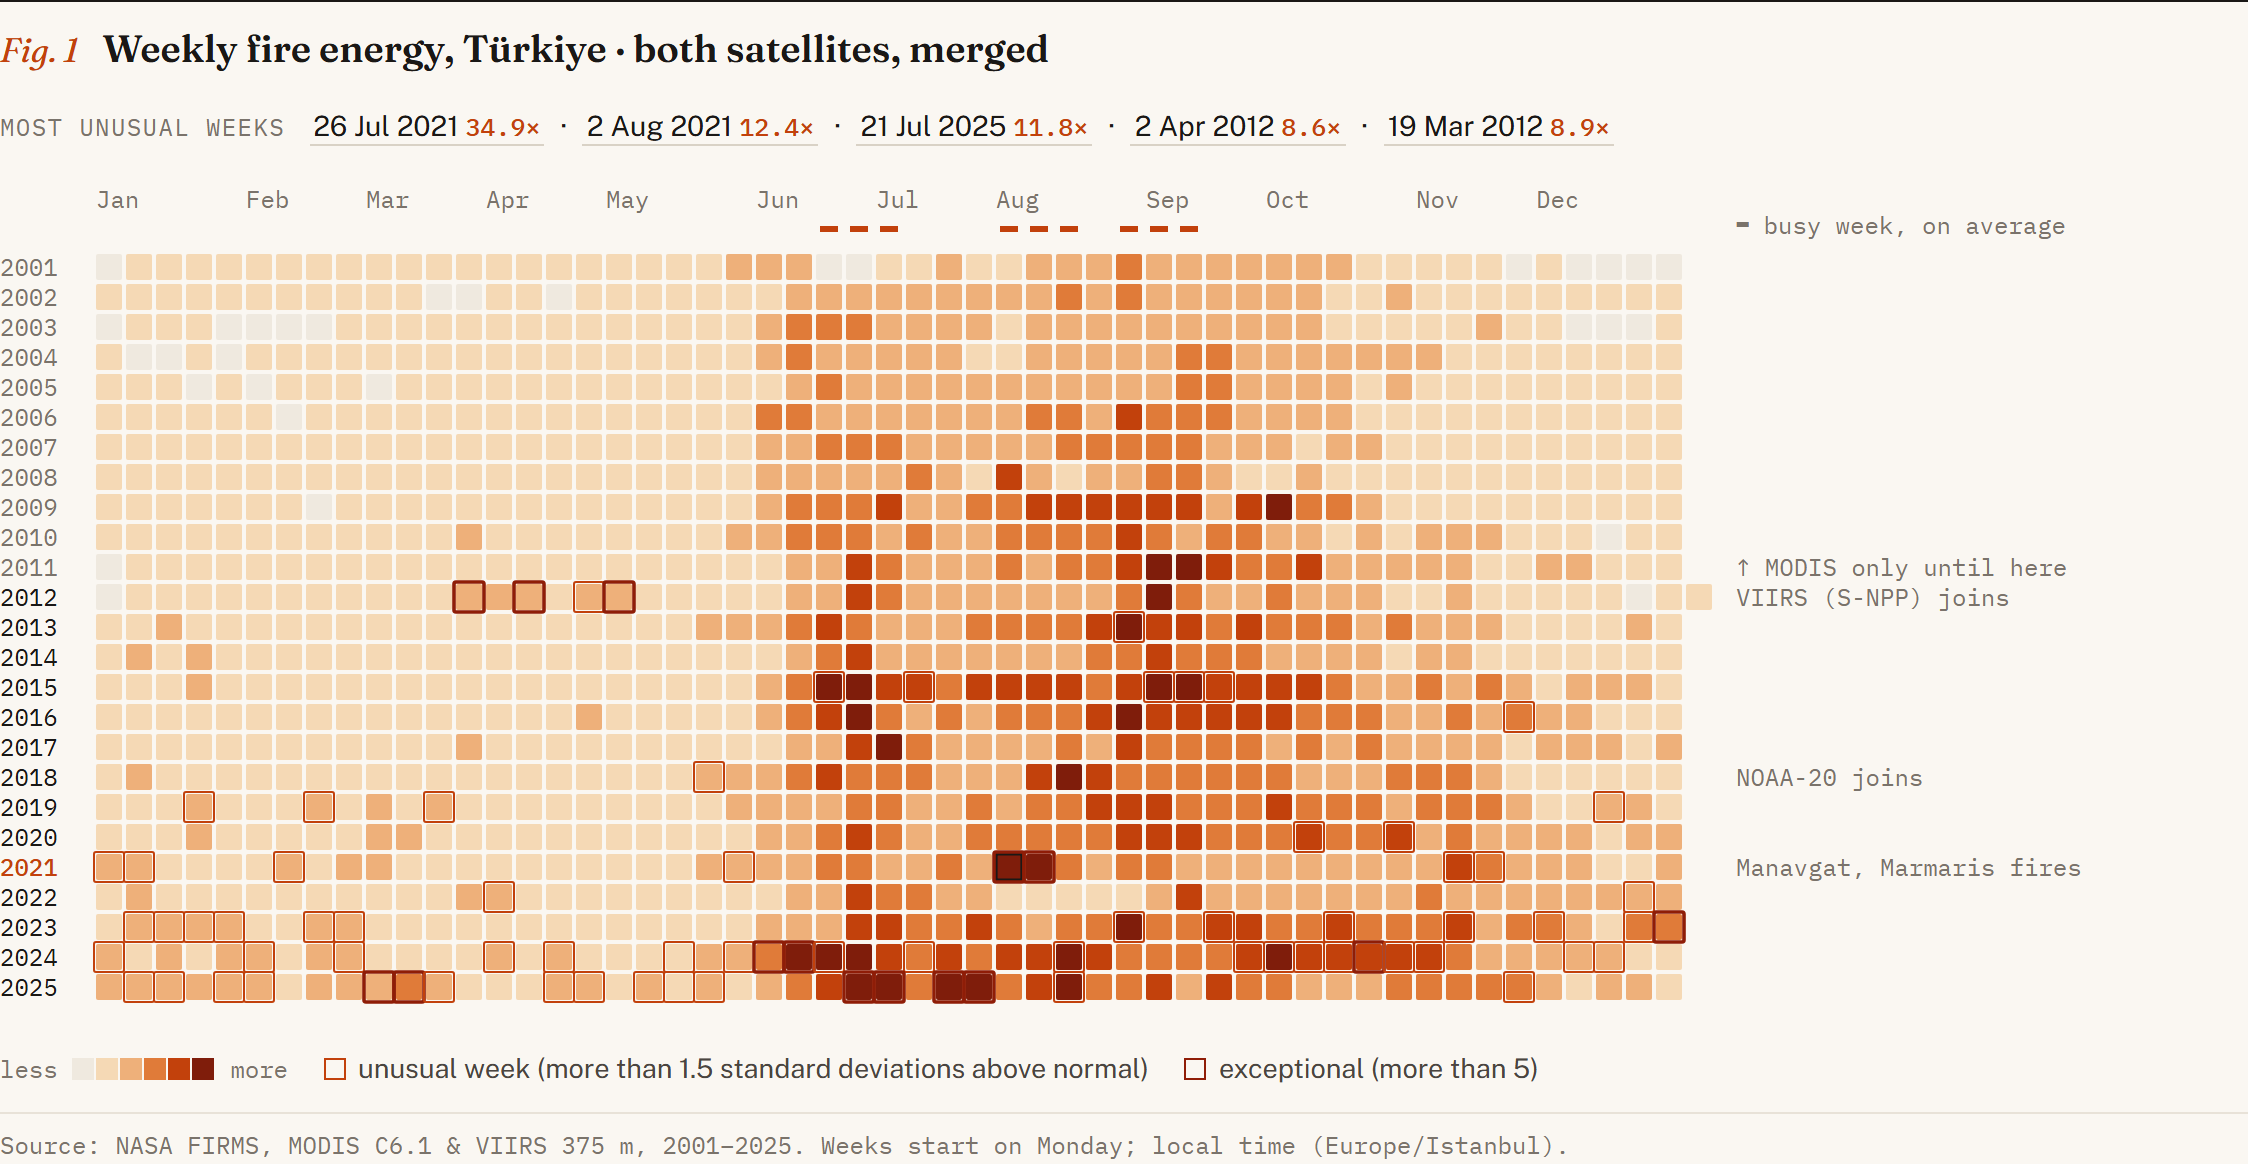 Fig. 1 Weekly fire energy, Türkiye · both satellites, merged
MOST UNUSUAL WEEKS 26 Jul 2021 34.9× · 2 Aug 2021 12.4× · 21 Jul 2025 11.8× · 2 Apr 2012 8.6× · 19 Mar 2012 8.9×
Jan Feb Mar Apr May Jun Jul Aug Sep Oct Nov Dec
busy week, on average
2001
2002
2003
2004
2005
2006
2007
2008
2009
2010
2011 ↑ MODIS only until here
2012 VIIRS (S-NPP) joins
2013
2014
2015
2016
2017
2018 NOAA-20 joins
2019
2020
2021 Manavgat, Marmaris fires
2022
2023
2024
2025
less more unusual week (more than 1.5 standard deviations above normal) exceptional (more than 5)
Source: NASA FIRMS, MODIS C6.1 & VIIRS 375 m, 2001–2025. Weeks start on Monday; local time (Europe/Istanbul).